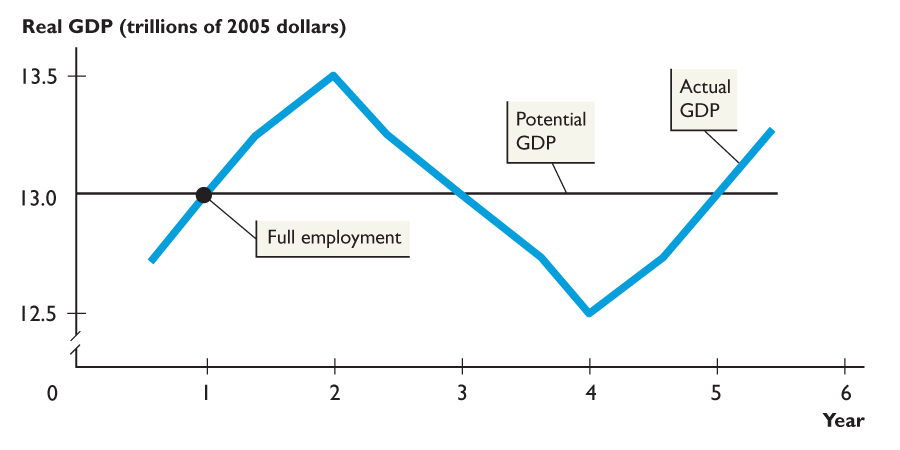 Real GDP (trillions of 2005 dollars)
13.5
Actual
GDP
Potential
GDP
13.0
Full employment
12.5
0 1 2 3 4 5 6
Year